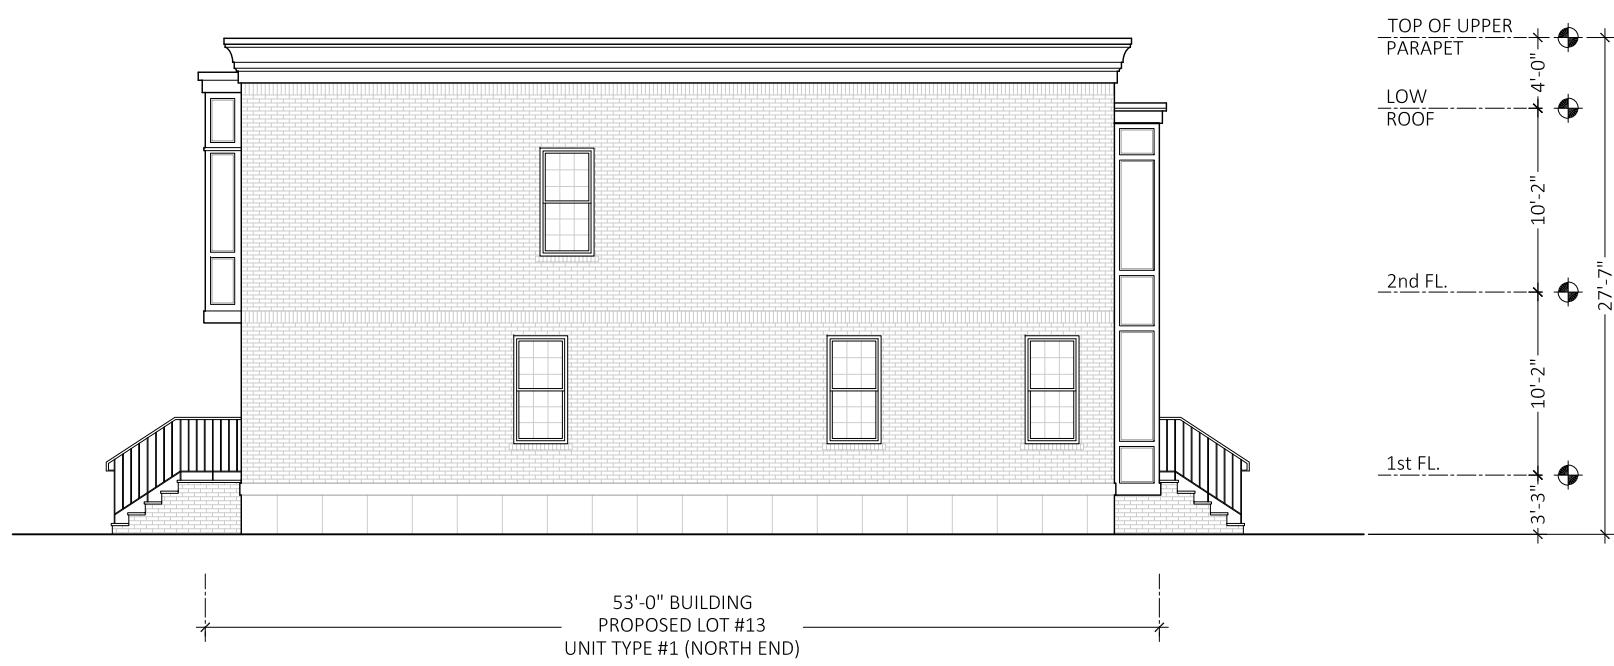 TOP OF UPPER
PARAPET
4'-0"
LOW
ROOF
10'-2"
2nd FL.
27'-7"
10'-2"
1st FL.
3'-3"
53'-0" BUILDING
PROPOSED LOT #13
UNIT TYPE #1 (NORTH END)